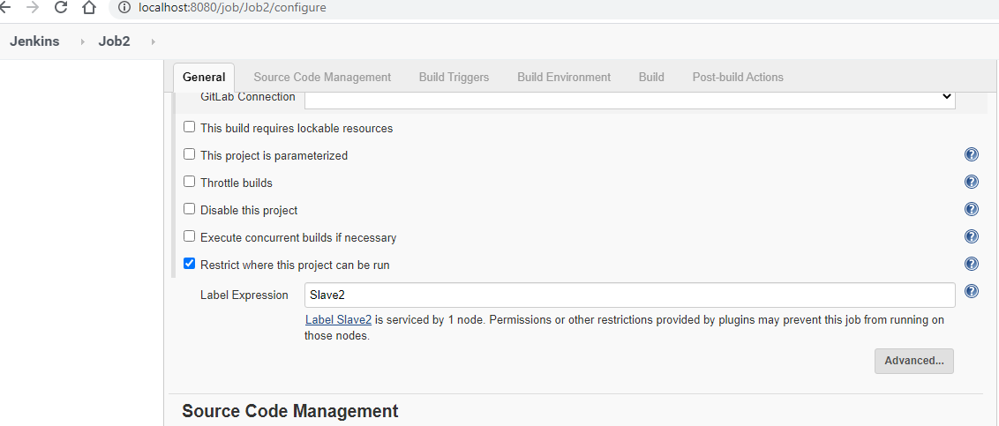 localhost:8080/job/Job2/configure
Jenkins Job2
General Source Code Management Build Triggers Build Environment Build Post-build Actions
GitLab Connection
This build requires lockable resources
This project is parameterized
Throttle builds
Disable this project
Execute concurrent builds if necessary
Restrict where this project can be run
Label Expression Slave2
Label Slave2 is serviced by 1 node. Permissions or other restrictions provided by plugins may prevent this job from running on
those nodes.
Advanced...
Source Code Management